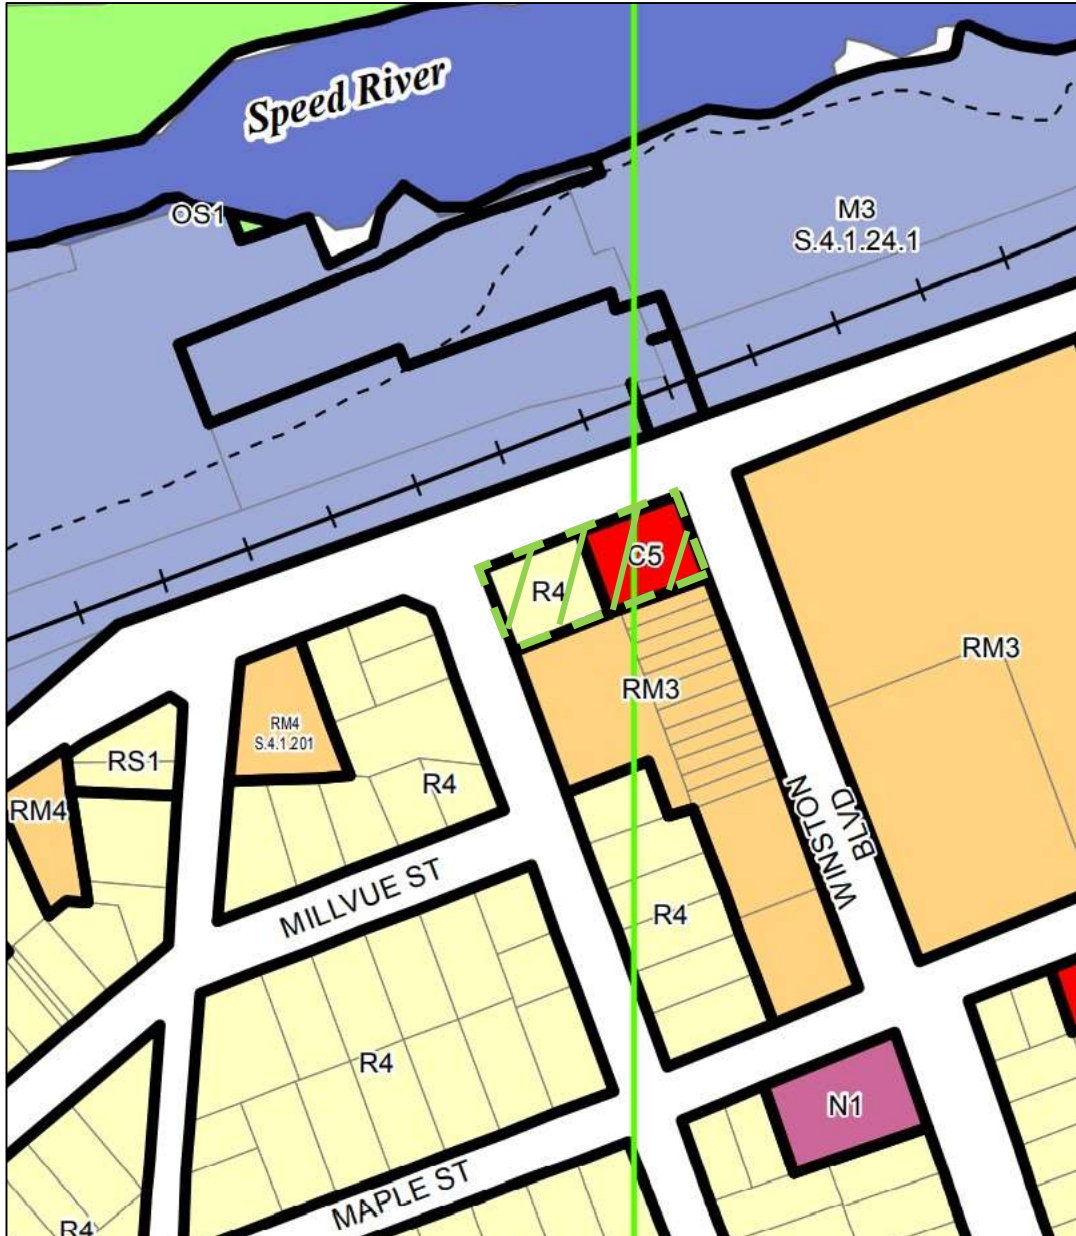 Speed River
OS1
M3
S.4.1.24.1
C5
R4
RM3
RM3
RM4
S.4.1.201
RS1
R4
RM4
WINSTON
BLVD
MILLVUE ST
R4
R4
N1
MAPLE ST
R4